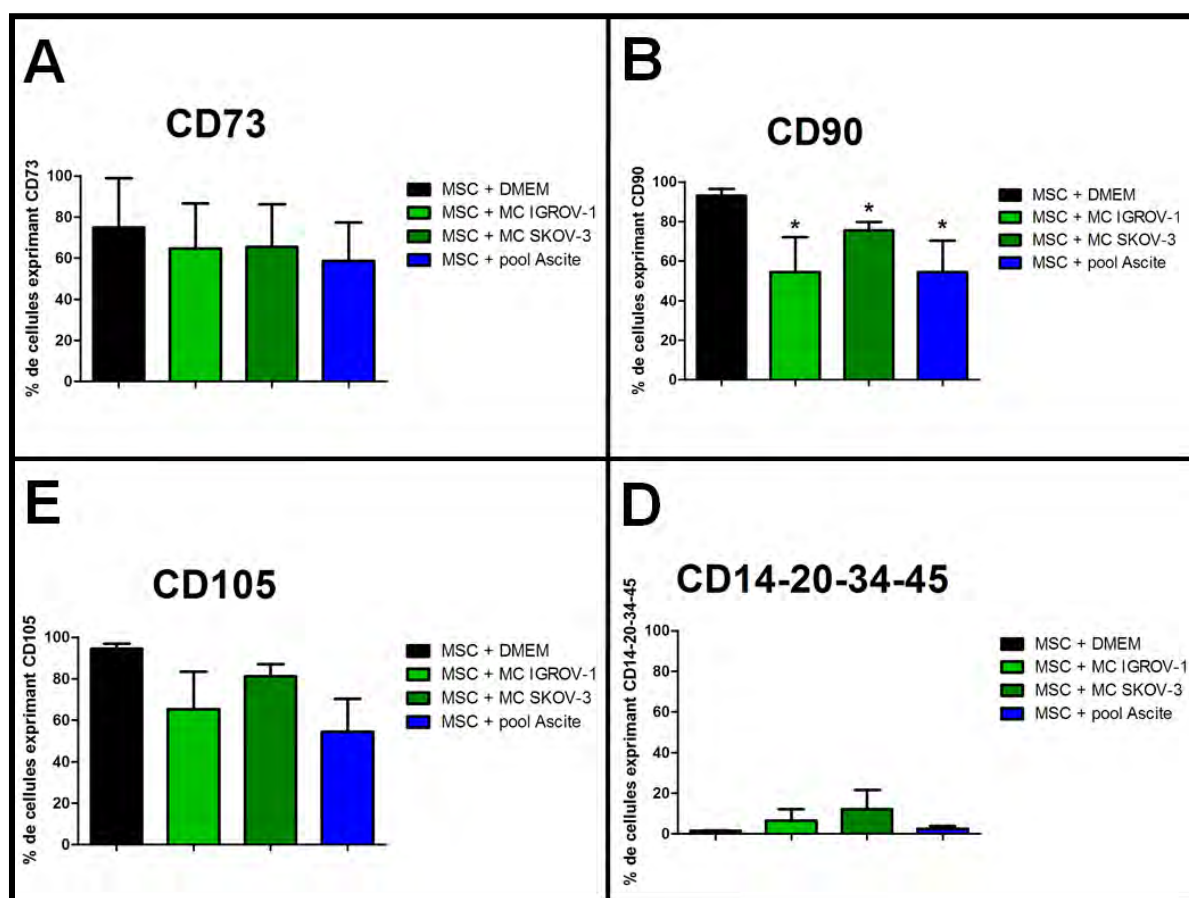 A
CD73
% de cellules exprimant CD73
100
80
60
40
20
0
MSC + DMEM
MSC + MC IGROV-1
MSC + MC SKOV-3
MSC + pool Ascite
B
CD90
% de cellules exprimant CD90
100
80
60
40
20
0
* * *
MSC + DMEM
MSC + MC IGROV-1
MSC + MC SKOV-3
MSC + pool Ascite
E
CD105
% de cellules exprimant CD105
100
80
60
40
20
0
MSC + DMEM
MSC + MC IGROV-1
MSC + MC SKOV-3
MSC + pool Ascite
D
CD14-20-34-45
% de cellules exprimant CD14-20-34-45
100
80
60
40
20
0
MSC + DMEM
MSC + MC IGROV-1
MSC + MC SKOV-3
MSC + pool Ascite